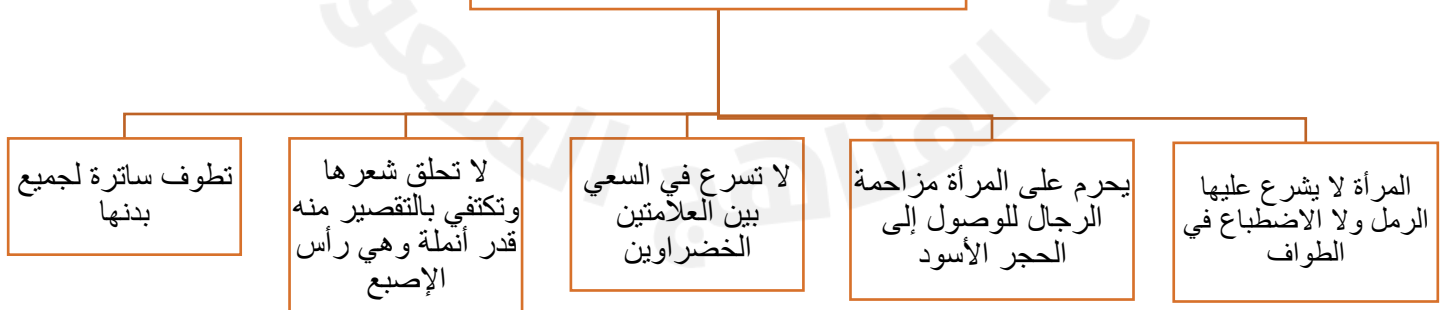 المرأة لا يشرع عليها
الرمل ولا الاضطباع في
الطواف
يحرم على المرأة مزاحمة
الرجال للوصول إلى
الحجر الأسود
لا تسرع في السعي
بين العلامتين
الخضراوين
لا تحلق شعرها
وتكتفي بالتقصير منه
قدر أنملة وهي رأس
الإصبع
تطوف ساترة لجميع
بدنها
المناهج السعو